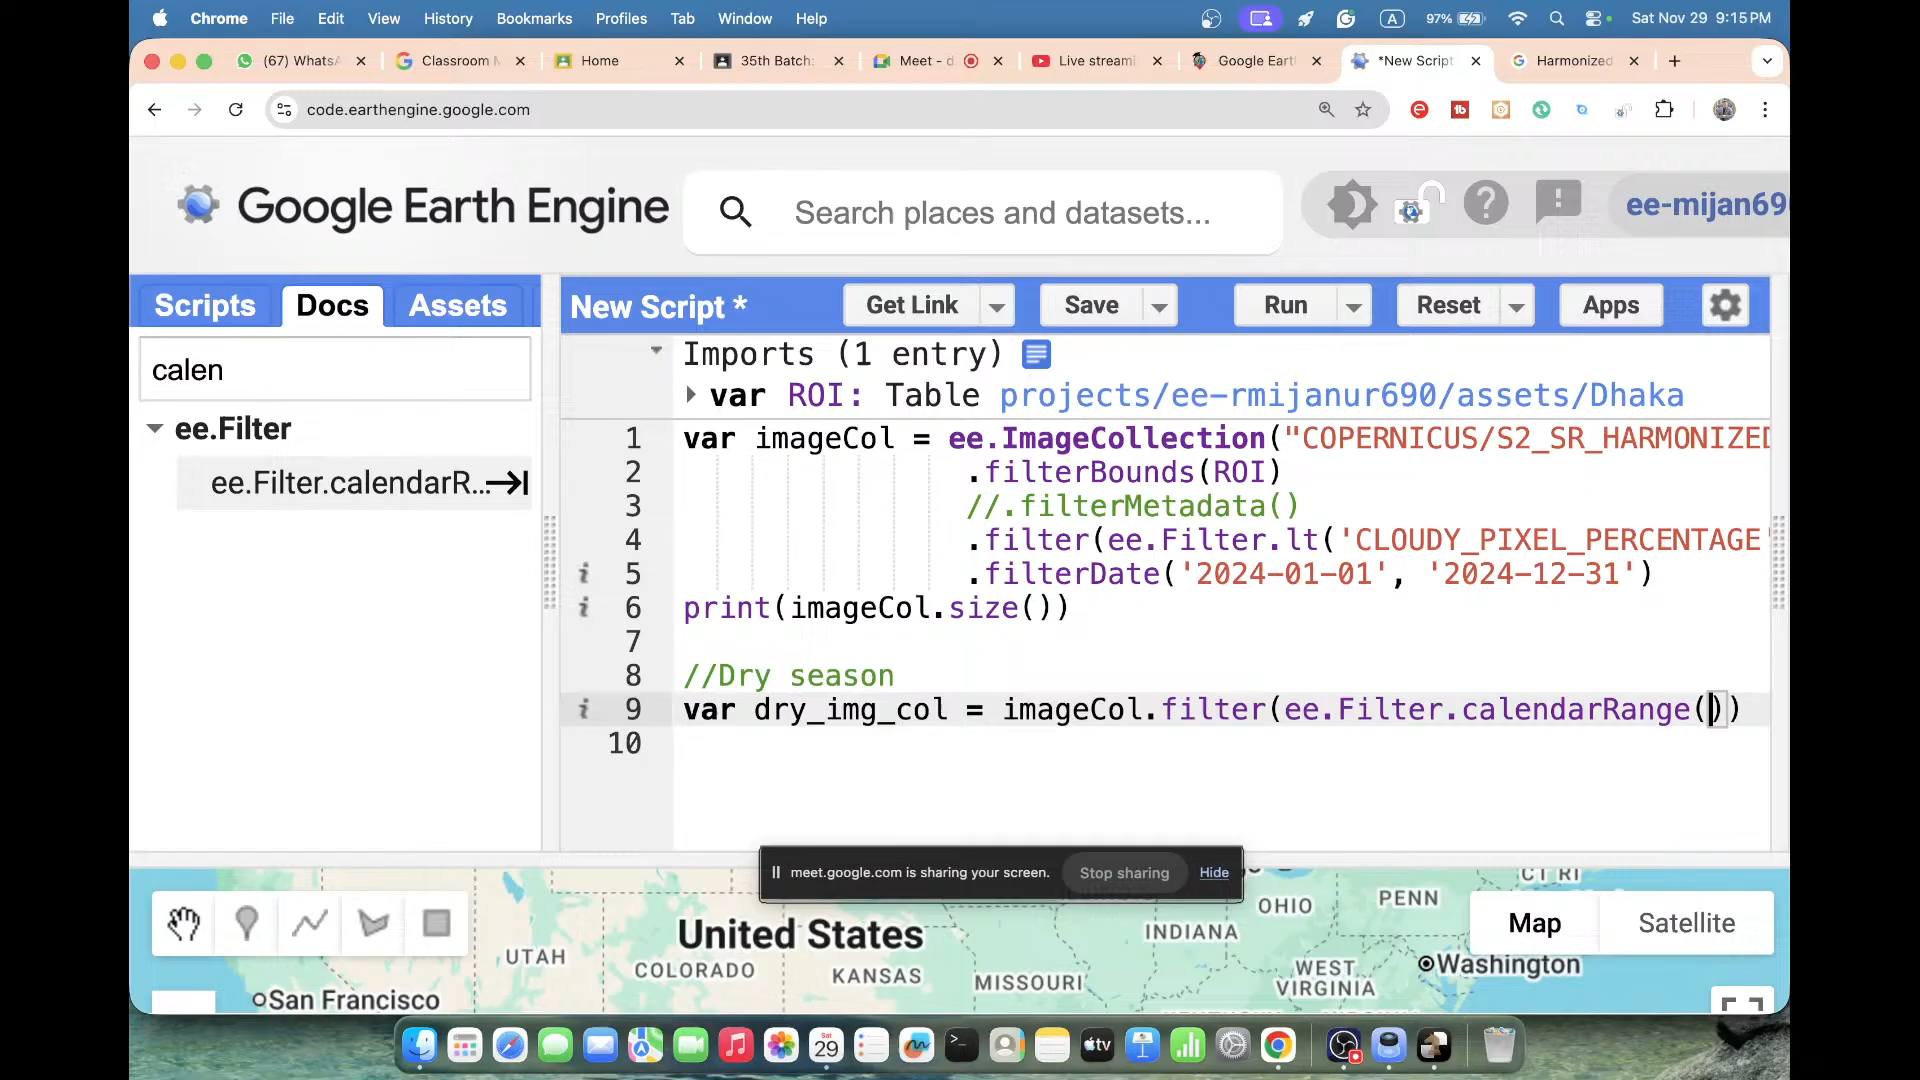 Chrome File Edit View History Bookmarks Profiles Tab Window Help A 97% Sat Nov 29 9:15 PM
(67) WhatsA Classroom Home 35th Batch: Meet - d Live streami Google Eart *New Script Harmonized
code.earthengine.google.com
Google Earth Engine Search places and datasets... ee-mijan69
Scripts Docs Assets New Script * Get Link Save Run Reset Apps
calen
ee.Filter
ee.Filter.calendarR...
Imports (1 entry)
var ROI: Table projects/ee-rmijanur690/assets/Dhaka
1 var imageCol = ee.ImageCollection("COPERNICUS/S2_SR_HARMONIZED
2 .filterBounds(ROI)
3 //.filterMetadata()
4 .filter(ee.Filter.lt('CLOUDY_PIXEL_PERCENTAGE'
i 5 .filterDate('2024-01-01', '2024-12-31')
i 6 print(imageCol.size())
7
8 //Dry season
i 9 var dry_img_col = imageCol.filter(ee.Filter.calendarRange())
10
meet.google.com is sharing your screen. Stop sharing Hide
CT RI
OHIO PENN
Map Satellite
United States
UTAH COLORADO KANSAS MISSOURI INDIANA WEST VIRGINIA Washington
San Francisco
SAT 29 tv